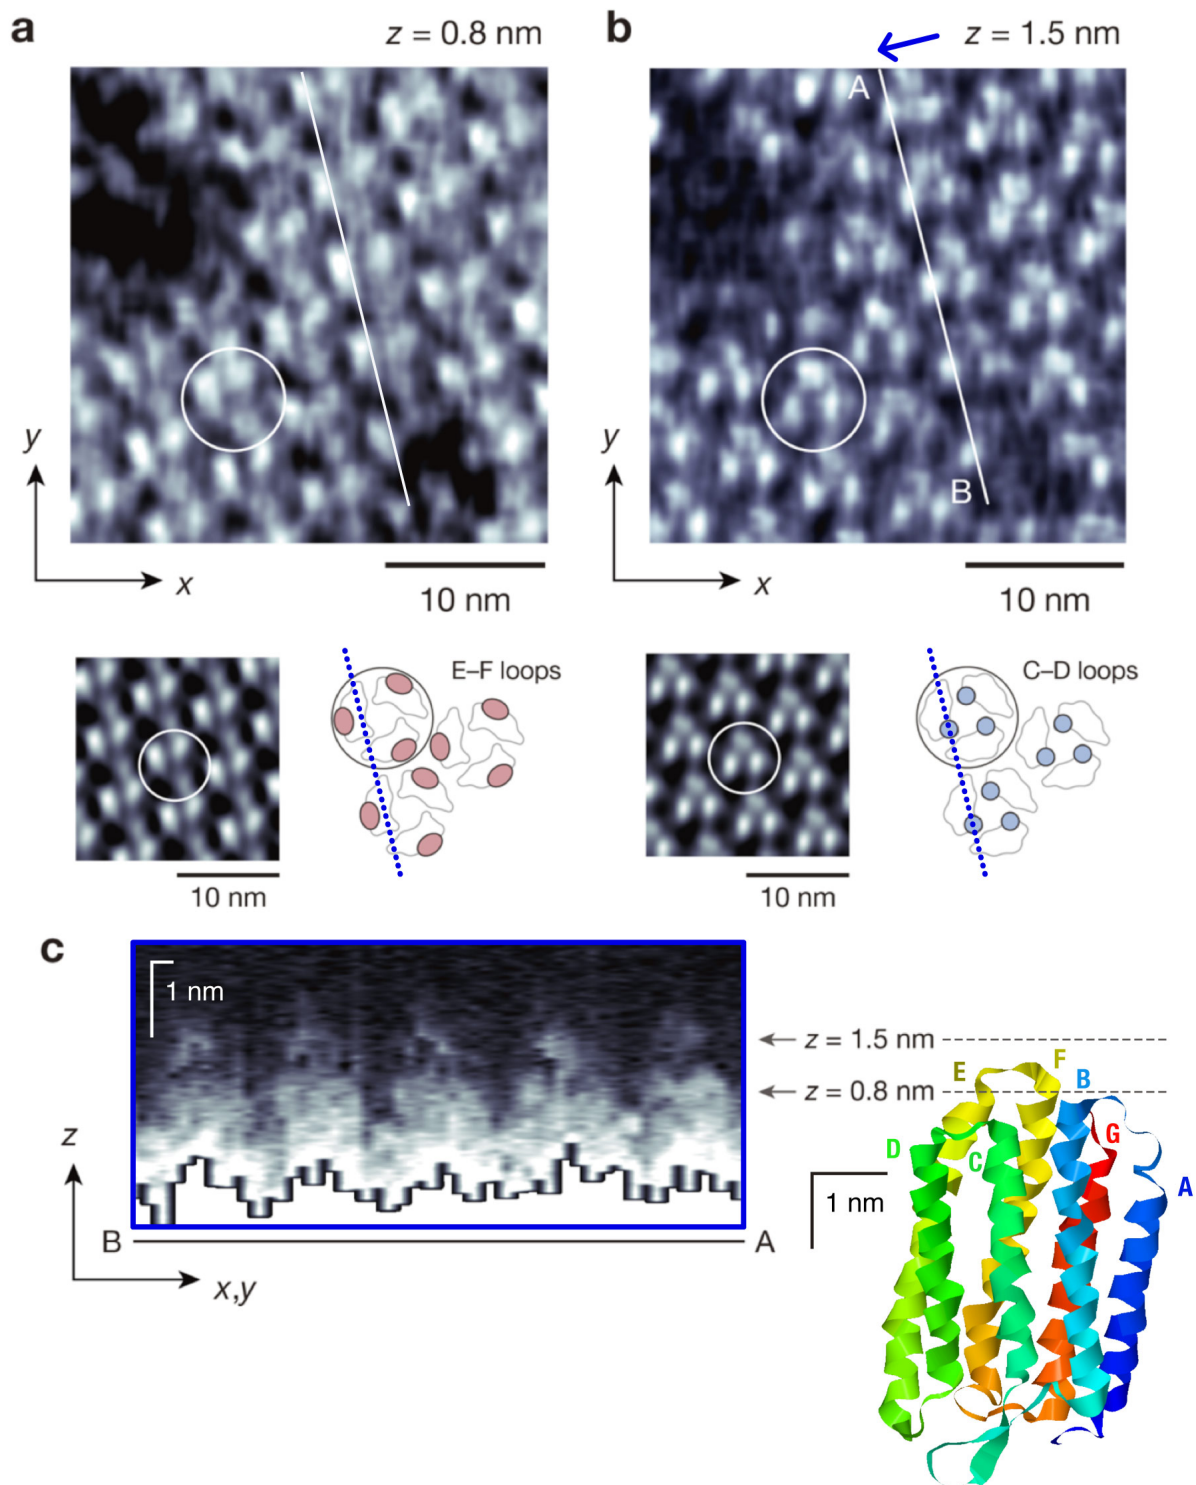 a
z = 0.8 nm
y
x
10 nm
b
z = 1.5 nm
A
B
y
x
10 nm
E–F loops
10 nm
C–D loops
10 nm
c
1 nm
z
B
A
x,y
z = 1.5 nm
z = 0.8 nm
E
F
B
D
C
G
A
1 nm